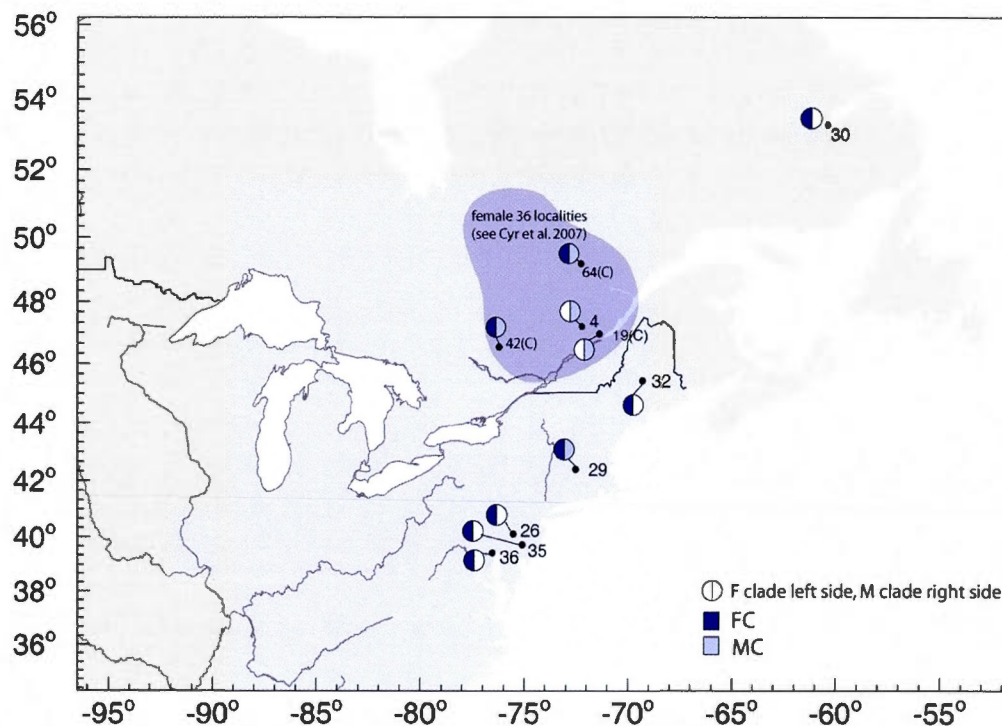 56°
54°
30
52°
female 36 localities
(see Cyr et al. 2007)
50°
64(C)
48°
4
19(C)
42(C)
46°
32
44°
29
42°
26
40°
35
36
38°
F clade left side, M clade right side
FC
36°
MC
-95° -90° -85° -80° -75° -70° -65° -60° -55°